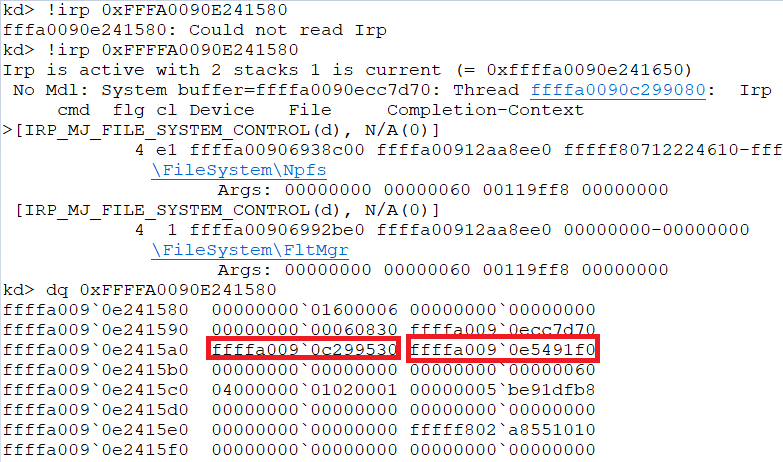 kd> !irp 0xFFFA0090E241580
fffa0090e241580: Could not read Irp
kd> !irp 0xFFFFA0090E241580
Irp is active with 2 stacks 1 is current (= 0xffffa0090e241650)
No Mdl: System buffer=ffffa0090ecc7d70: Thread ffffa0090c299080: Irp
cmd flg cl Device File Completion-Context
>[IRP_MJ_FILE_SYSTEM_CONTROL(d), N/A(0)]
4 e1 ffffa00906938c00 ffffa00912aa8ee0 fffff80712224610-fff
\FileSystem\Npfs
Args: 00000000 00000060 00119ff8 00000000
[IRP_MJ_FILE_SYSTEM_CONTROL(d), N/A(0)]
4 1 ffffa00906992be0 ffffa00912aa8ee0 00000000-00000000
\FileSystem\FltMgr
Args: 00000000 00000060 00119ff8 00000000
kd> dq 0xFFFFA0090E241580
ffffa009`0e241580 00000000`01600006 00000000`00000000
ffffa009`0e241590 00000000`00060830 ffffa009`0ecc7d70
ffffa009`0e2415a0 ffffa009`0c299530 ffffa009`0e5491f0
ffffa009`0e2415b0 00000000`00000000 00000000`00000060
ffffa009`0e2415c0 04000000`01020001 00000005`be91dfb8
ffffa009`0e2415d0 00000000`00000000 00000000`00000000
ffffa009`0e2415e0 00000000`00000000 fffff802`a8551010
ffffa009`0e2415f0 00000000`00000000 00000000`00000000